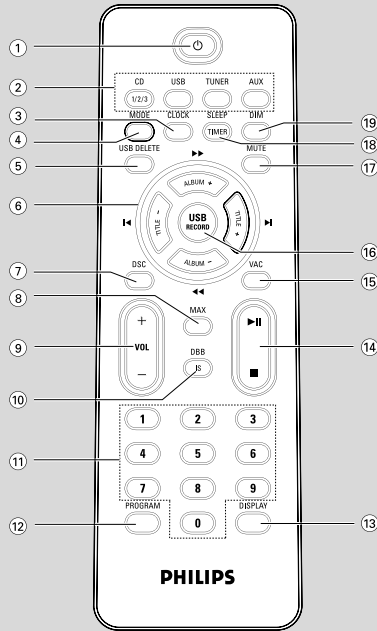 1
2
CD USB TUNER AUX
1/2/3
3
MODE CLOCK SLEEP DIM
TIMER
19
4
18
5
USB DELETE MUTE
17
6
ALBUM +
TITLE –
USB
RECORD
TITLE +
ALBUM –
16
7
DSC VAC
15
8
MAX
9
+
VOL
–
14
10
DBB
IS
11
1 2 3
4 5 6
7 8 9
12
PROGRAM DISPLAY
0
13
PHILIPS